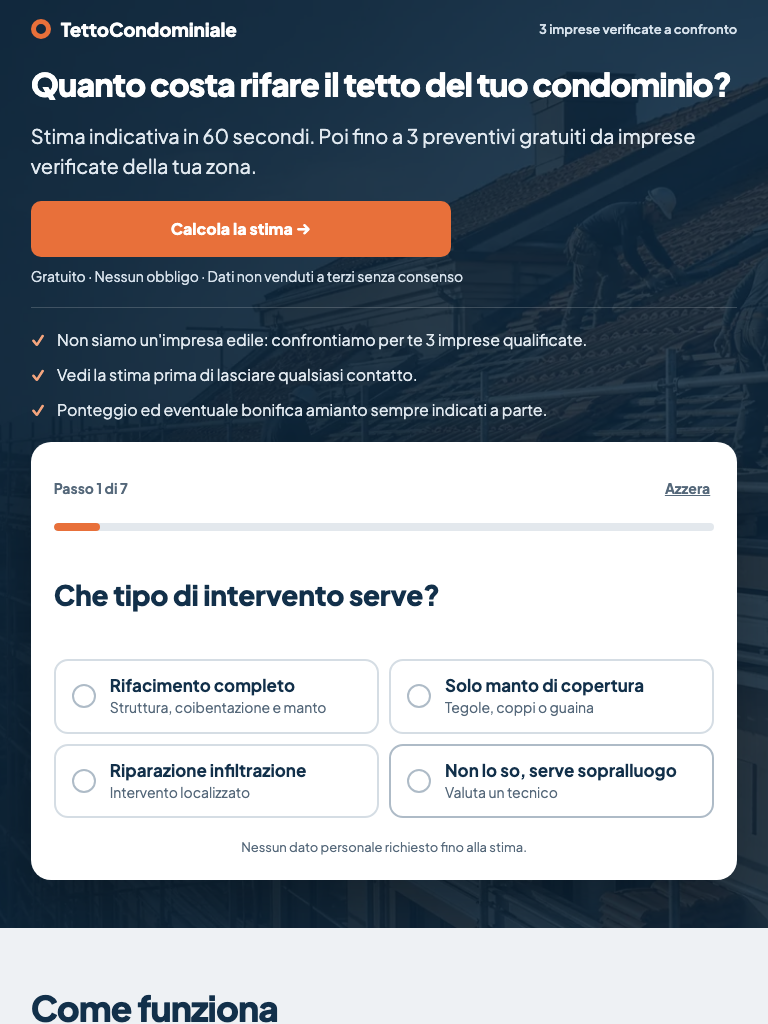 TettoCondominiale
3 imprese verificate a confronto
Quanto costa rifare il tetto del tuo condominio?
Stima indicativa in 60 secondi. Poi fino a 3 preventivi gratuiti da imprese
verificate della tua zona.
Calcola la stima →
Gratuito · Nessun obbligo · Dati non venduti a terzi senza consenso
Non siamo un'impresa edile: confrontiamo per te 3 imprese qualificate.
Vedi la stima prima di lasciare qualsiasi contatto.
Ponteggio ed eventuale bonifica amianto sempre indicati a parte.
Passo 1 di 7
Azzera
Che tipo di intervento serve?
Rifacimento completo
Struttura, coibentazione e manto
Solo manto di copertura
Tegole, coppi o guaina
Riparazione infiltrazione
Intervento localizzato
Non lo so, serve sopralluogo
Valuta un tecnico
Nessun dato personale richiesto fino alla stima.
Come funziona